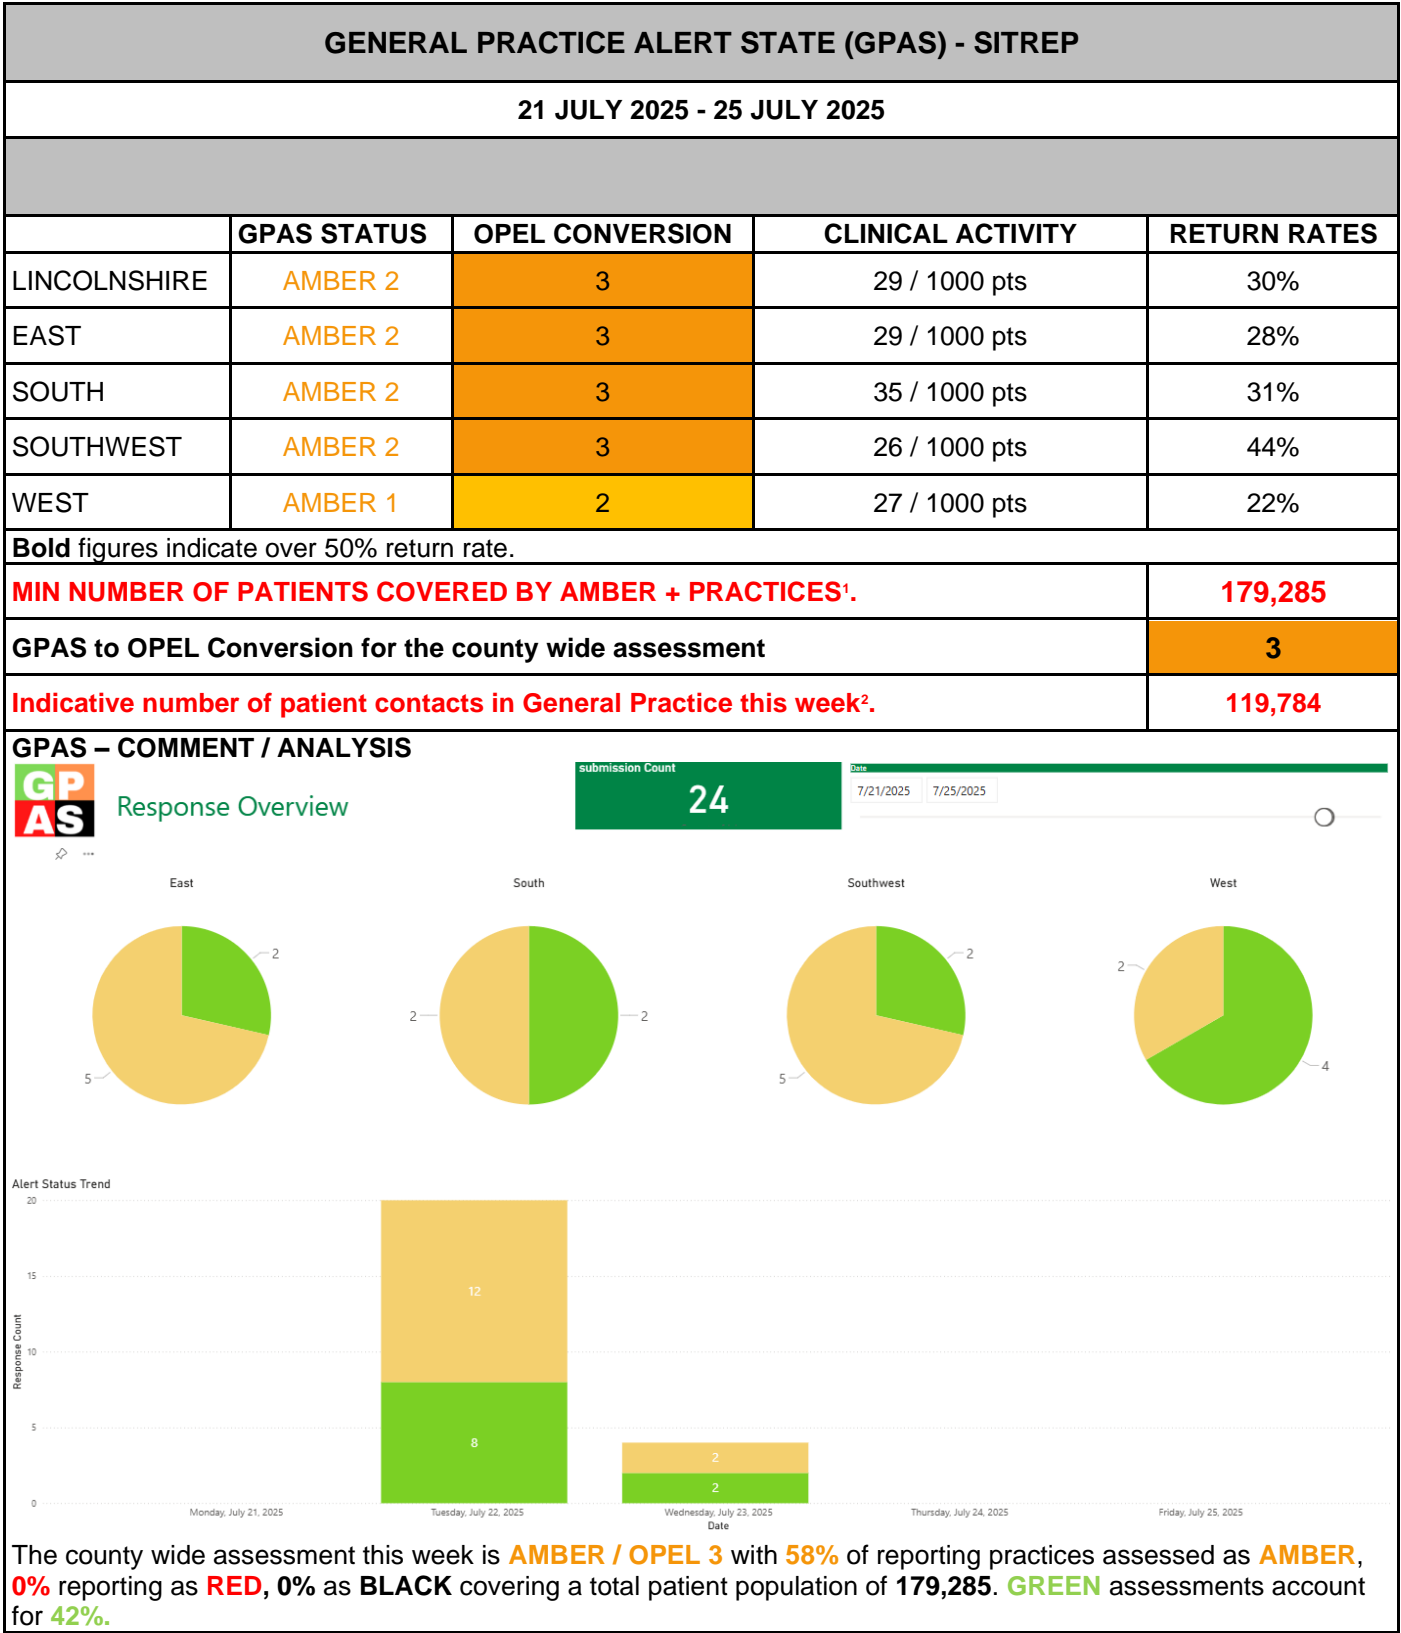 GENERAL PRACTICE ALERT STATE (GPAS) - SITREP
21 JULY 2025 - 25 JULY 2025
GPAS STATUS OPEL CONVERSION CLINICAL ACTIVITY RETURN RATES
LINCOLNSHIRE AMBER 2 3 29 / 1000 pts 30%
EAST AMBER 2 3 29 / 1000 pts 28%
SOUTH AMBER 2 3 35 / 1000 pts 31%
SOUTHWEST AMBER 2 3 26 / 1000 pts 44%
WEST AMBER 1 2 27 / 1000 pts 22%
Bold figures indicate over 50% return rate.
MIN NUMBER OF PATIENTS COVERED BY AMBER + PRACTICES¹. 179,285
GPAS to OPEL Conversion for the county wide assessment 3
Indicative number of patient contacts in General Practice this week². 119,784
GPAS – COMMENT / ANALYSIS
GP
AS
Response Overview
submission Count
24
Date
7/21/2025 7/25/2025
East South Southwest West
2
5
2
2
2
5
2
4
Alert Status Trend
20
15
10
5
0
Response Count
12
8
2
2
Monday, July 21, 2025 Tuesday, July 22, 2025 Wednesday, July 23, 2025 Thursday, July 24, 2025 Friday, July 25, 2025
Date
The county wide assessment this week is AMBER / OPEL 3 with 58% of reporting practices assessed as AMBER,
0% reporting as RED, 0% as BLACK covering a total patient population of 179,285. GREEN assessments account
for 42%.